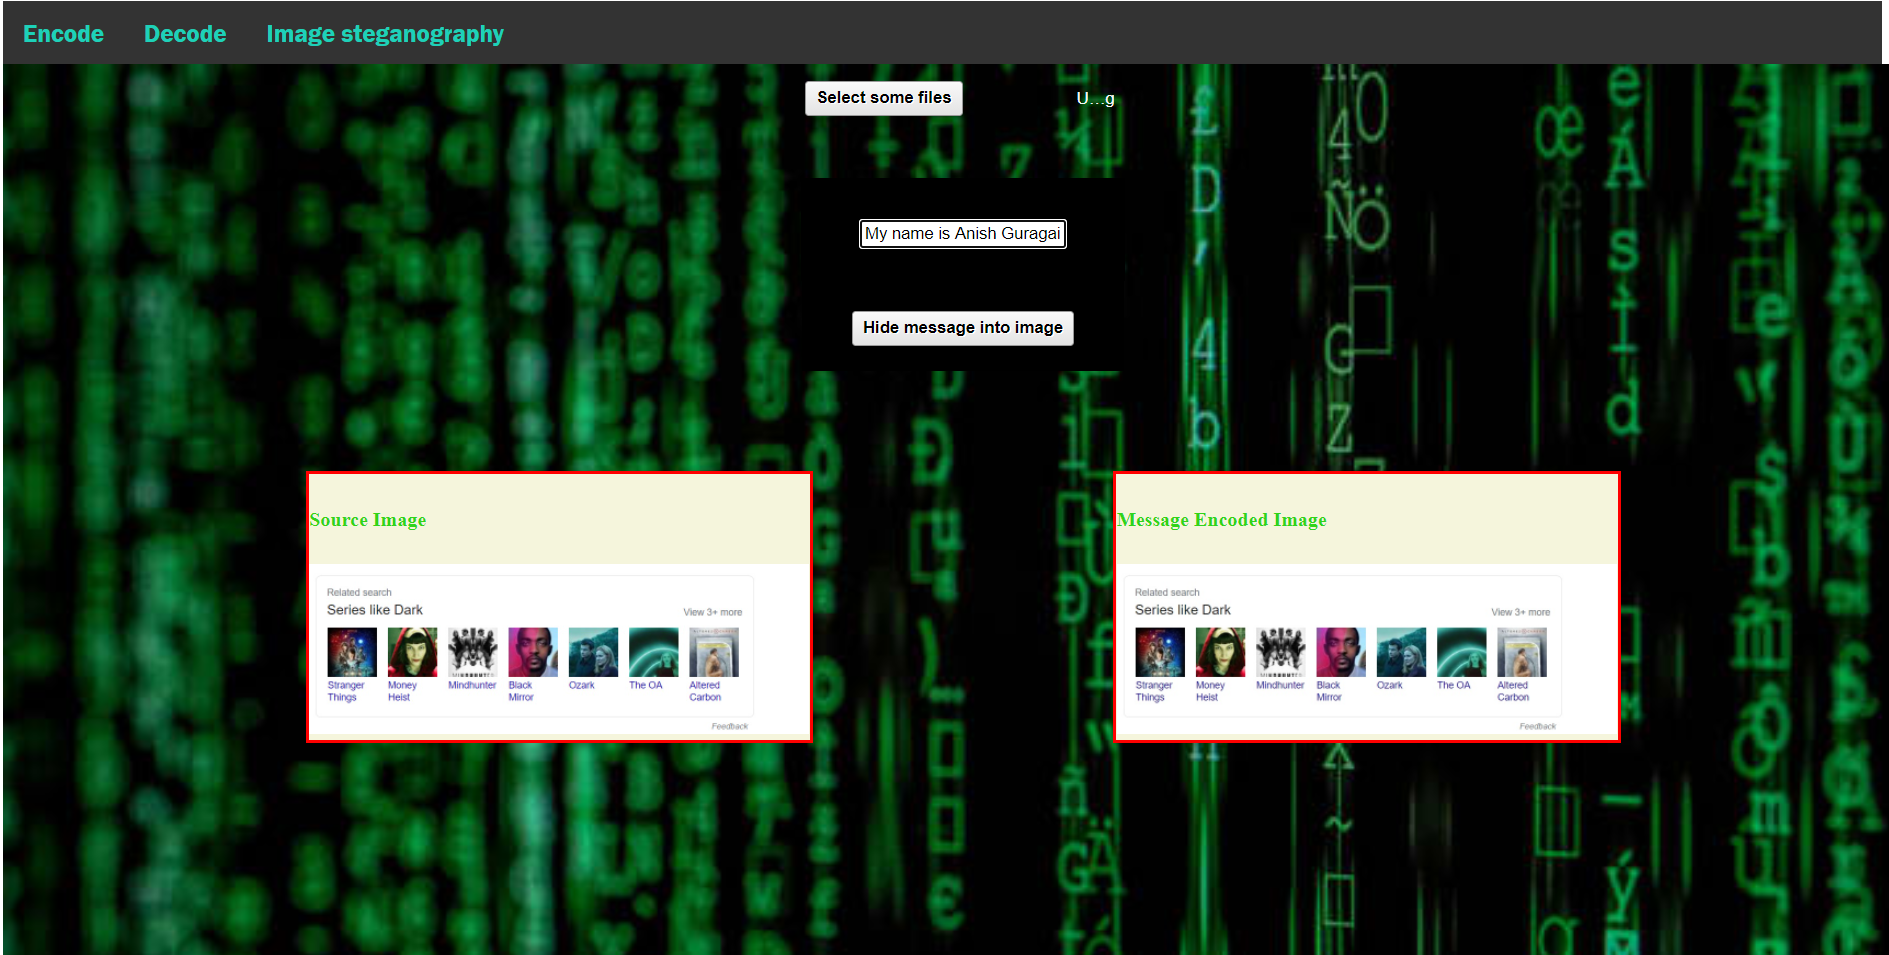 Encode Decode Image steganography
Select some files U...g
My name is Anish Guragai
Hide message into image
Source Image
Related search
Series like Dark View 3+ more
Stranger Things
Money Heist
Mindhunter
Black Mirror
Ozark
The OA
Altered Carbon
Feedback
Message Encoded Image
Related search
Series like Dark View 3+ more
Stranger Things
Money Heist
Mindhunter
Black Mirror
Ozark
The OA
Altered Carbon
Feedback